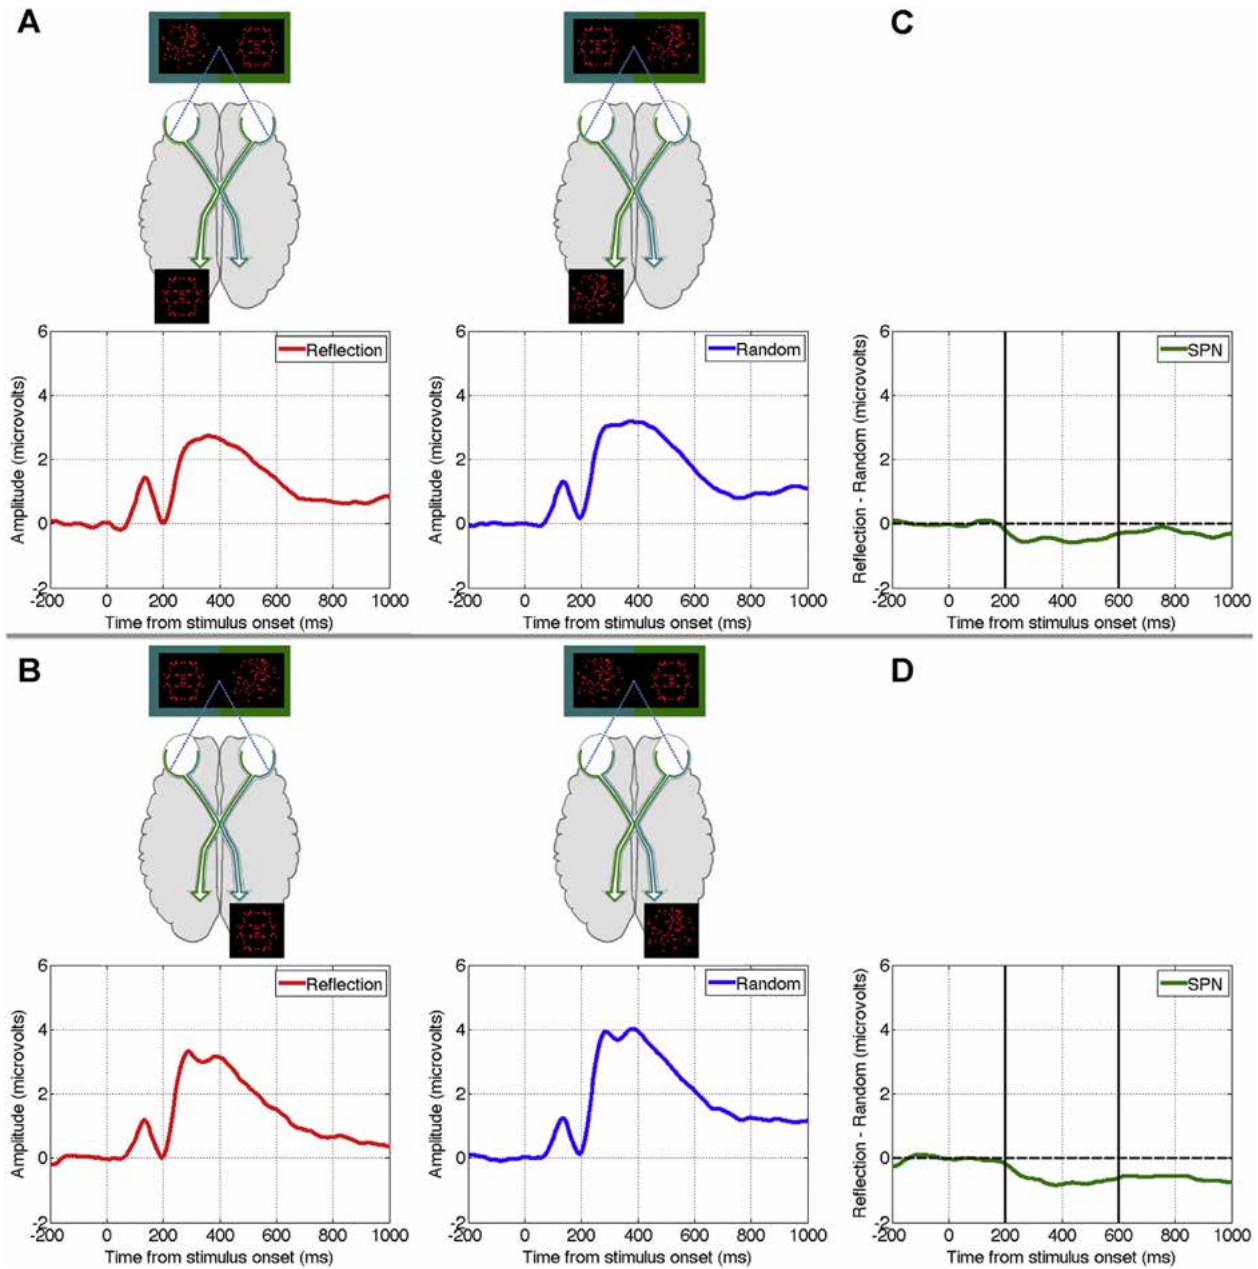 A
C
6
4
2
0
-2
Amplitude (microvolts)
Reflection
-200 0 200 400 600 800 1000
Time from stimulus onset (ms)
6
4
2
0
-2
Amplitude (microvolts)
Random
-200 0 200 400 600 800 1000
Time from stimulus onset (ms)
6
4
2
0
-2
Reflection - Random (microvolts)
SPN
-200 0 200 400 600 800 1000
Time from stimulus onset (ms)
B
D
6
4
2
0
-2
Amplitude (microvolts)
Reflection
-200 0 200 400 600 800 1000
Time from stimulus onset (ms)
6
4
2
0
-2
Amplitude (microvolts)
Random
-200 0 200 400 600 800 1000
Time from stimulus onset (ms)
6
4
2
0
-2
Reflection - Random (microvolts)
SPN
-200 0 200 400 600 800 1000
Time from stimulus onset (ms)